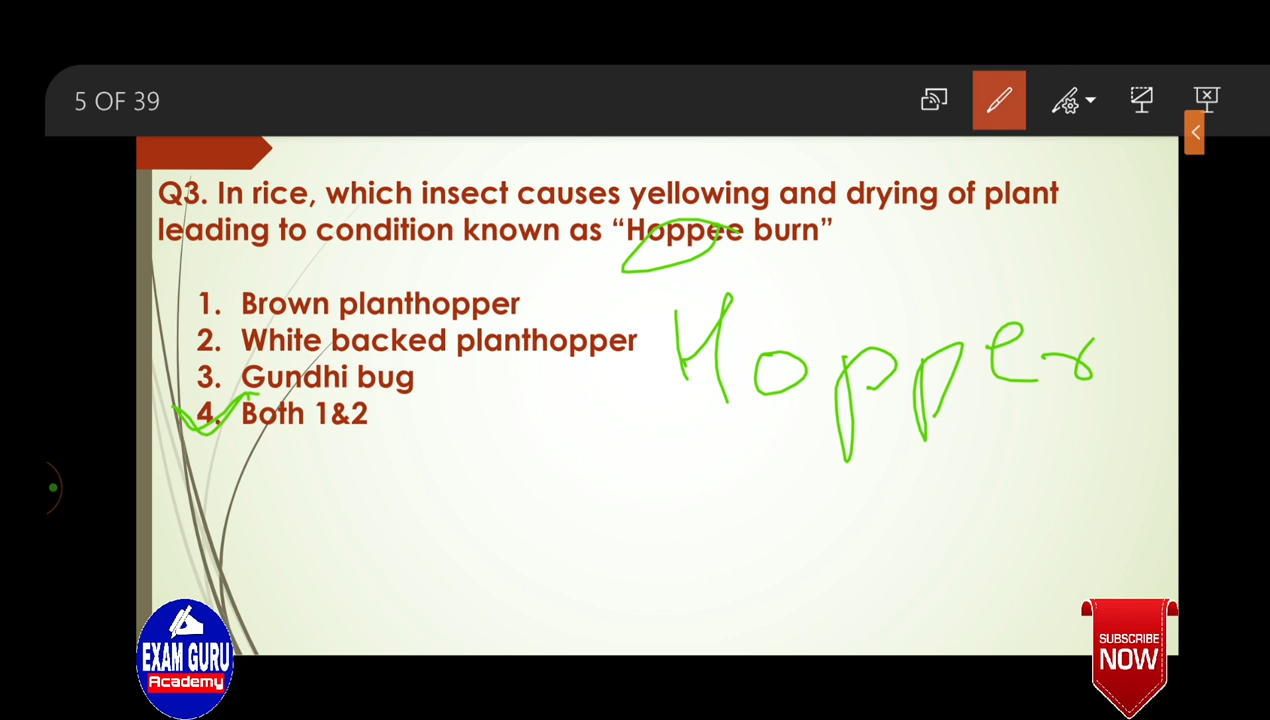 5 OF 39
Q3. In rice, which insect causes yellowing and drying of plant
leading to condition known as “Hoppee burn”
1. Brown planthopper
2. White backed planthopper
3. Gundhi bug
4. Both 1&2
Hopper
EXAM GURU
Academy
SUBSCRIBE
NOW